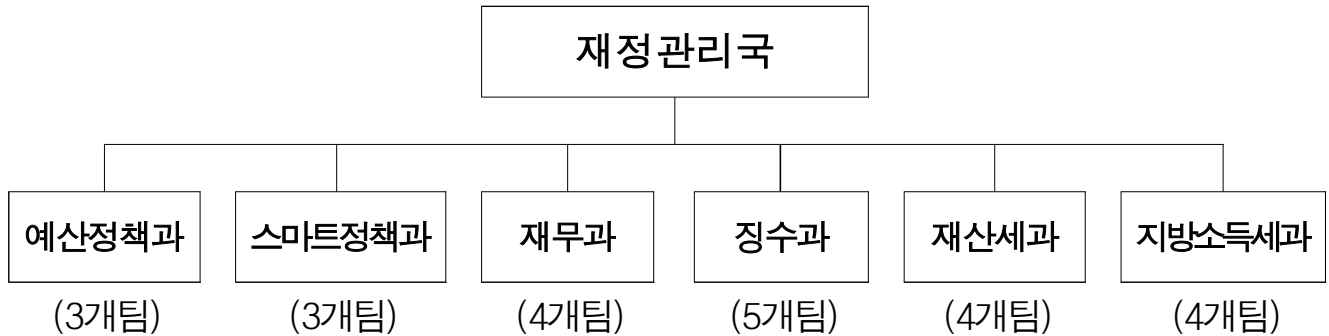 재정관리국
예산정책과 스마트정책과 재무과 징수과 재산세과 지방소득세과
(3개팀) (3개팀) (4개팀) (5개팀) (4개팀) (4개팀)